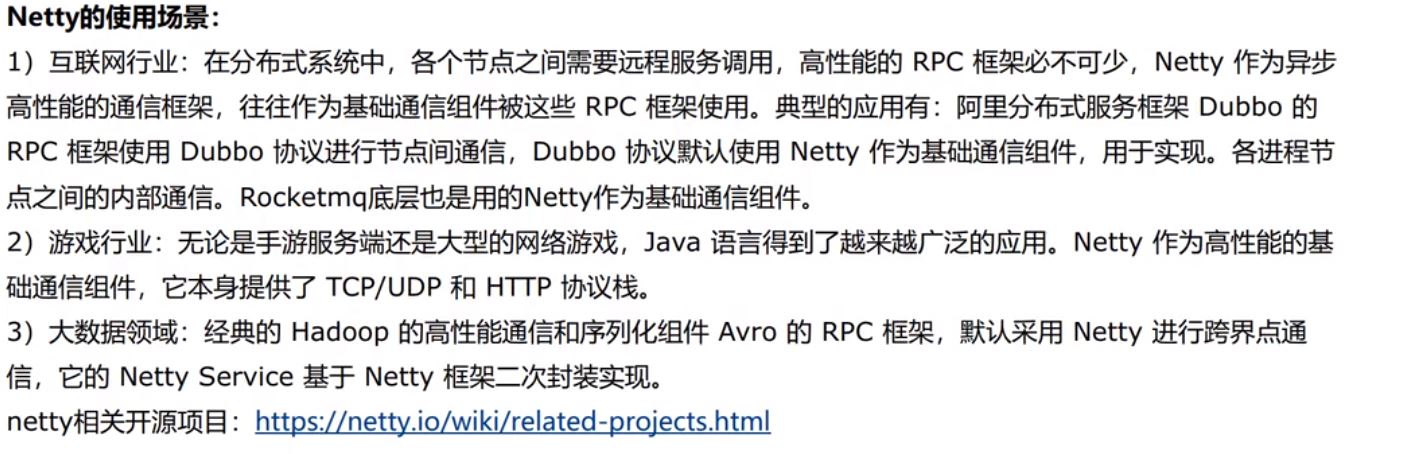 Netty的使用场景：
1）互联网行业：在分布式系统中，各个节点之间需要远程服务调用，高性能的 RPC 框架必不可少，Netty 作为异步
高性能的通信框架，往往作为基础通信组件被这些 RPC 框架使用。典型的应用有：阿里分布式服务框架 Dubbo 的
RPC 框架使用 Dubbo 协议进行节点间通信，Dubbo 协议默认使用 Netty 作为基础通信组件，用于实现。各进程节
点之间的内部通信。Rocketmq底层也是用的Netty作为基础通信组件。
2）游戏行业：无论是手游服务端还是大型的网络游戏，Java 语言得到了越来越广泛的应用。Netty 作为高性能的基
础通信组件，它本身提供了 TCP/UDP 和 HTTP 协议栈。
3）大数据领域：经典的 Hadoop 的高性能通信和序列化组件 Avro 的 RPC 框架，默认采用 Netty 进行跨界点通
信，它的 Netty Service 基于 Netty 框架二次封装实现。
netty相关开源项目：https://netty.io/wiki/related-projects.html